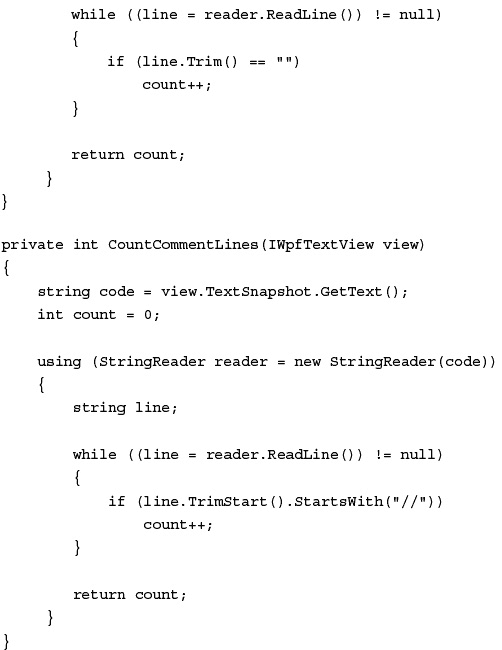 while ((line = reader.ReadLine()) != null)
        {
            if (line.Trim() == "")
                count++;
        }

        return count;
     }
}

private int CountCommentLines(IWpfTextView view)
{
    string code = view.TextSnapshot.GetText();
    int count = 0;

    using (StringReader reader = new StringReader(code))
    {
        string line;

        while ((line = reader.ReadLine()) != null)
        {
            if (line.TrimStart().StartsWith("//"))
                count++;
        }

        return count;
     }
}